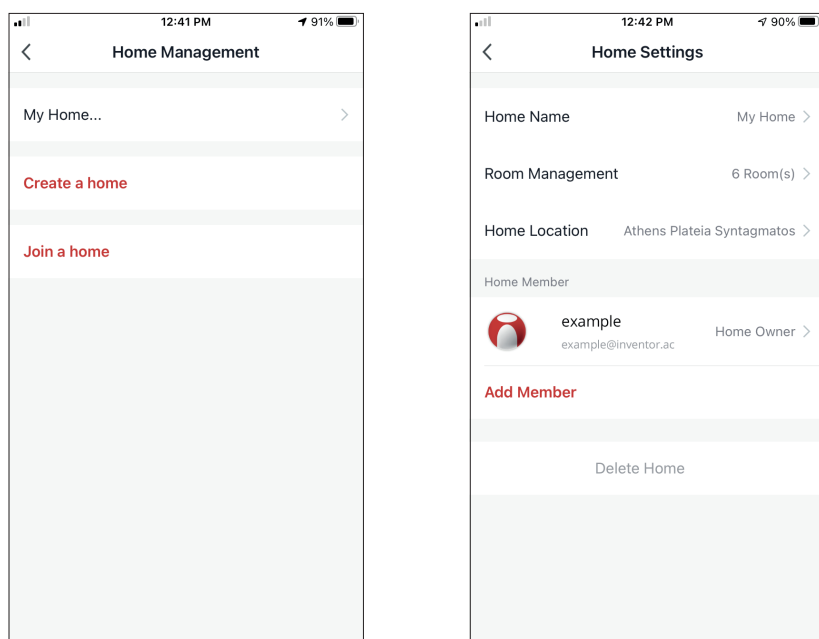 12:41 PM
91%
Home Management
My Home...
Create a home
Join a home
12:42 PM
90%
Home Settings
Home Name
My Home
Room Management
6 Room(s)
Home Location
Athens Plateia Syntagmatos
Home Member
example
example@inventor.ac
Home Owner
Add Member
Delete Home